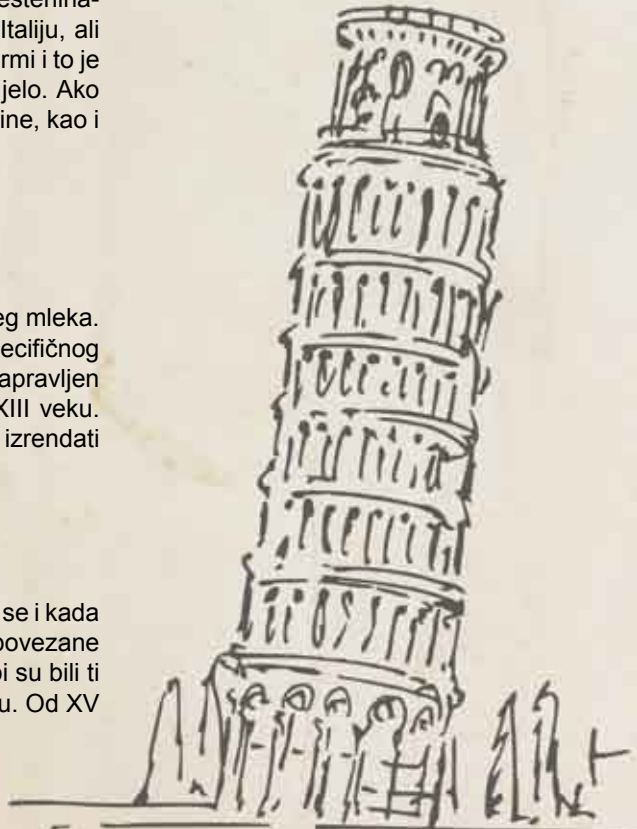 Italiju, ali
rmi i to je
jelo. Ako
ine, kao i
eg mleka.
ecifičnog
apravljen
XIII veku.
izrendati
se i kada
povezane
bi su bili ti
u. Od XV